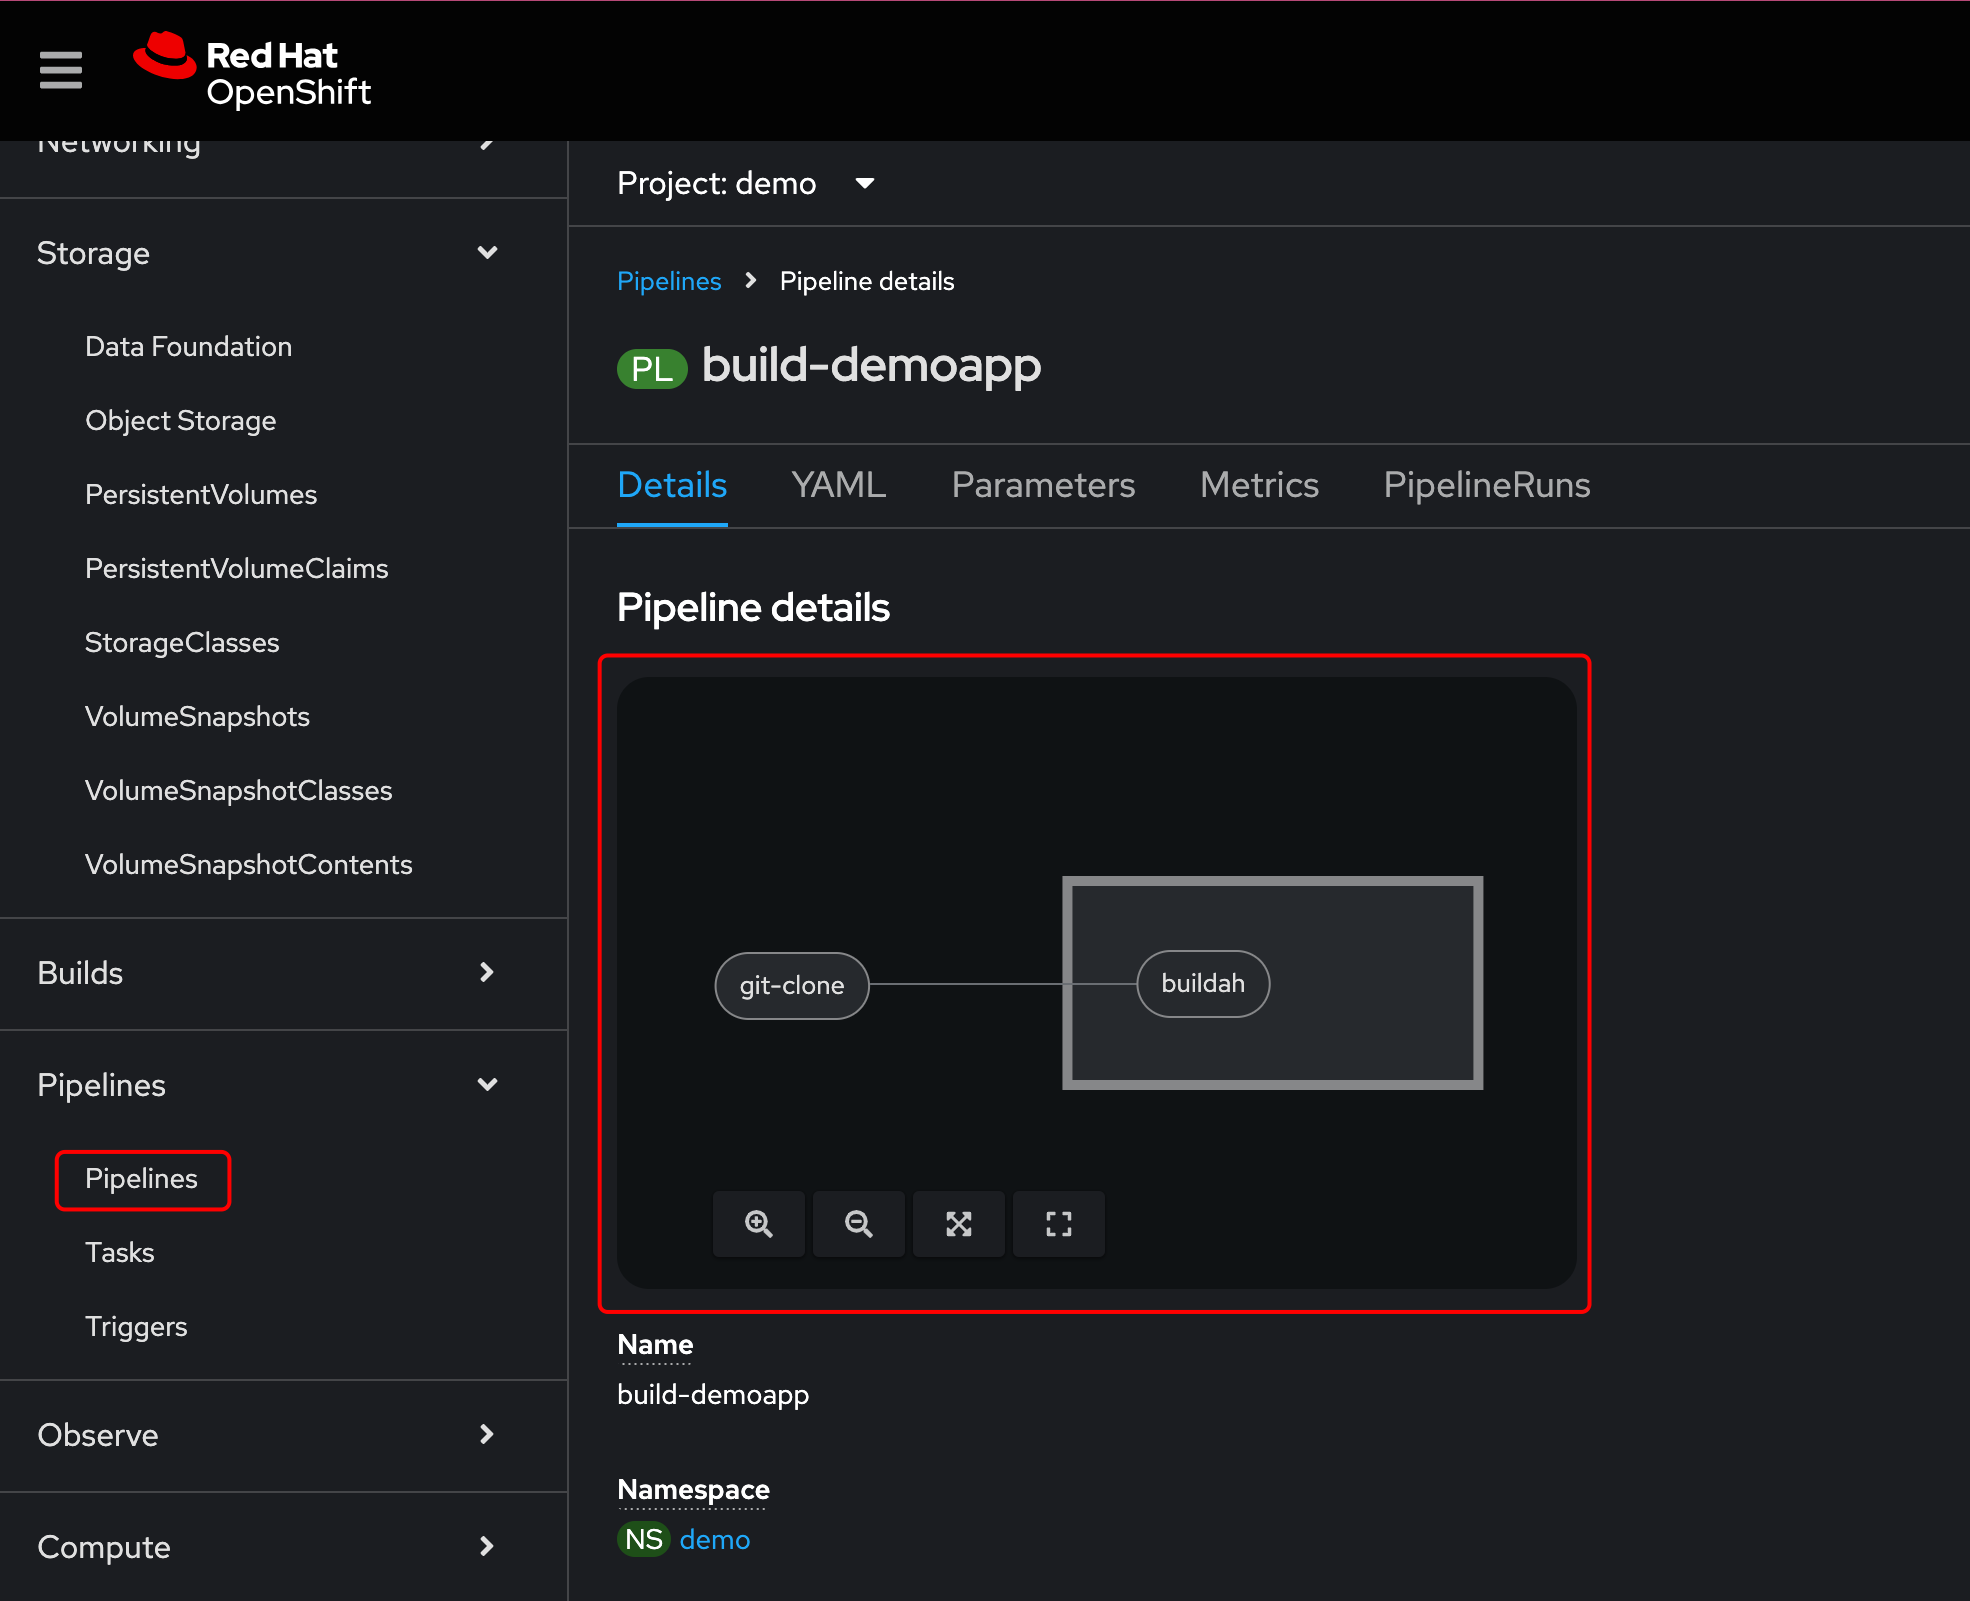 Red Hat
OpenShift
Networking
Storage
Data Foundation
Object Storage
PersistentVolumes
PersistentVolumeClaims
StorageClasses
VolumeSnapshots
VolumeSnapshotClasses
VolumeSnapshotContents
Builds
Pipelines
Pipelines
Tasks
Triggers
Observe
Compute
Project: demo
Pipelines Pipeline details
PL build-demoapp
Details YAML Parameters Metrics PipelineRuns
Pipeline details
git-clone buildah
Name
build-demoapp
Namespace
NS demo